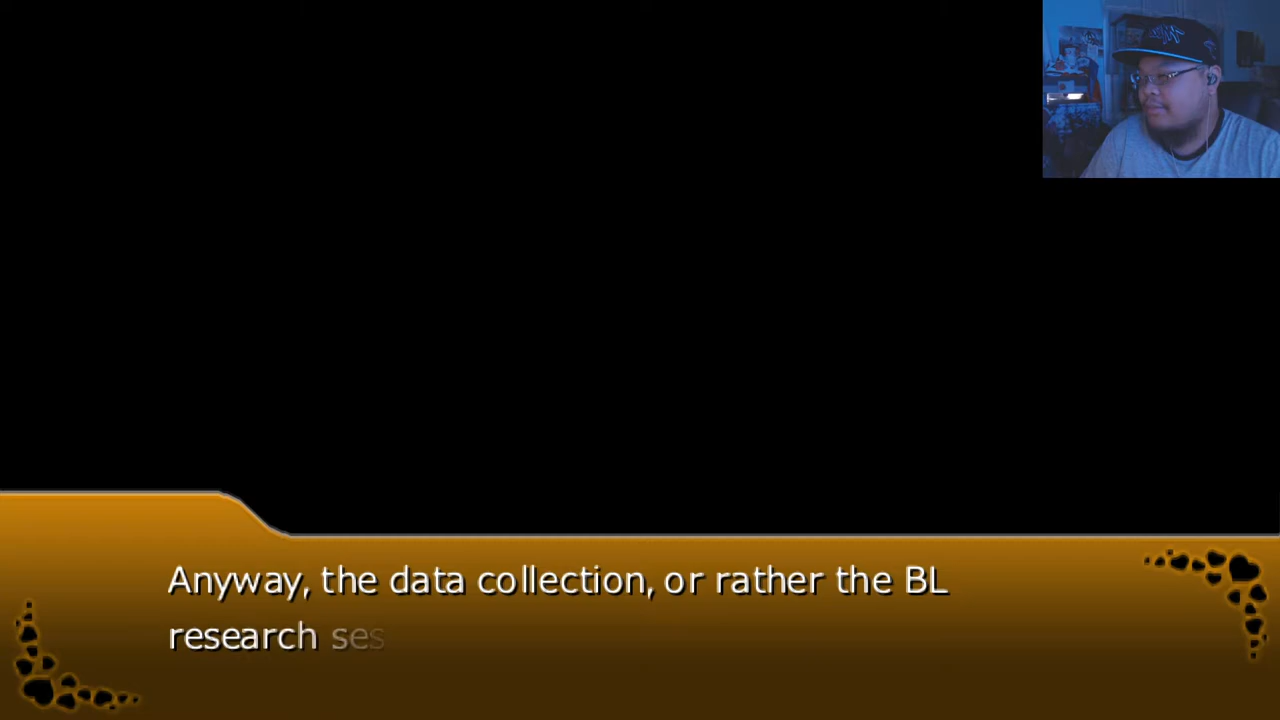 Anyway, the data collection, or rather the BL
research ses